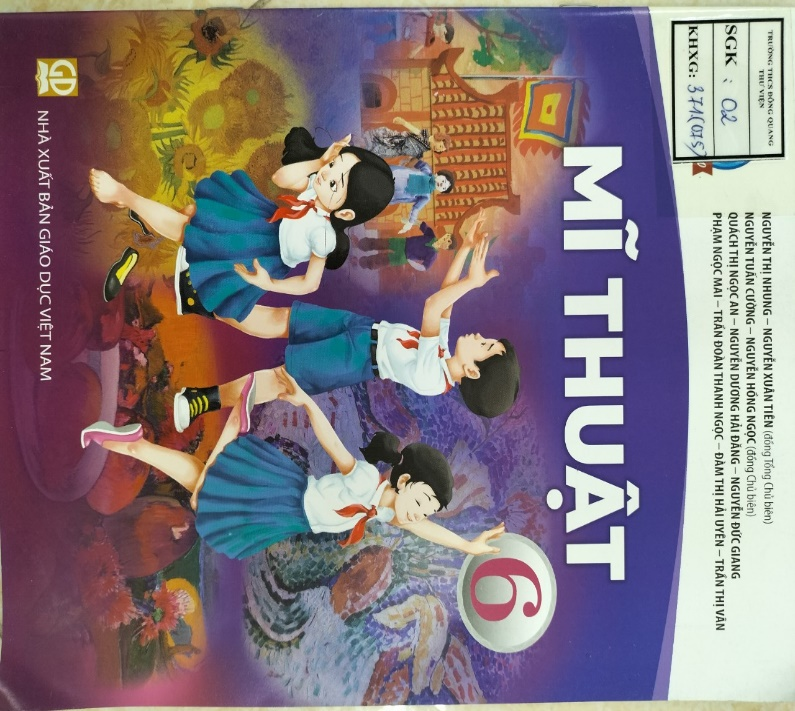 TRƯỜNG THCS ĐÔNG QUANG
THƯ VIỆN
SGK : 02
KHXG: 371(075)
NGUYỄN THỊ NHUNG – NGUYỄN XUÂN TIÊN (đồng Tổng Chủ biên)
NGUYỄN TUẤN CƯỜNG – NGUYỄN HỒNG NGỌC (đồng Chủ biên)
QUÁCH THỊ NGỌC AN – NGUYỄN DƯƠNG HẢI ĐĂNG – NGUYỄN ĐỨC GIANG
PHẠM NGỌC MAI – TRẦN ĐOÀN THANH NGỌC – ĐÀM THỊ HẢI UYÊN – TRẦN THỊ VÂN
MĨ THUẬT
6
GD
NHÀ XUẤT BẢN GIÁO DỤC VIỆT NAM